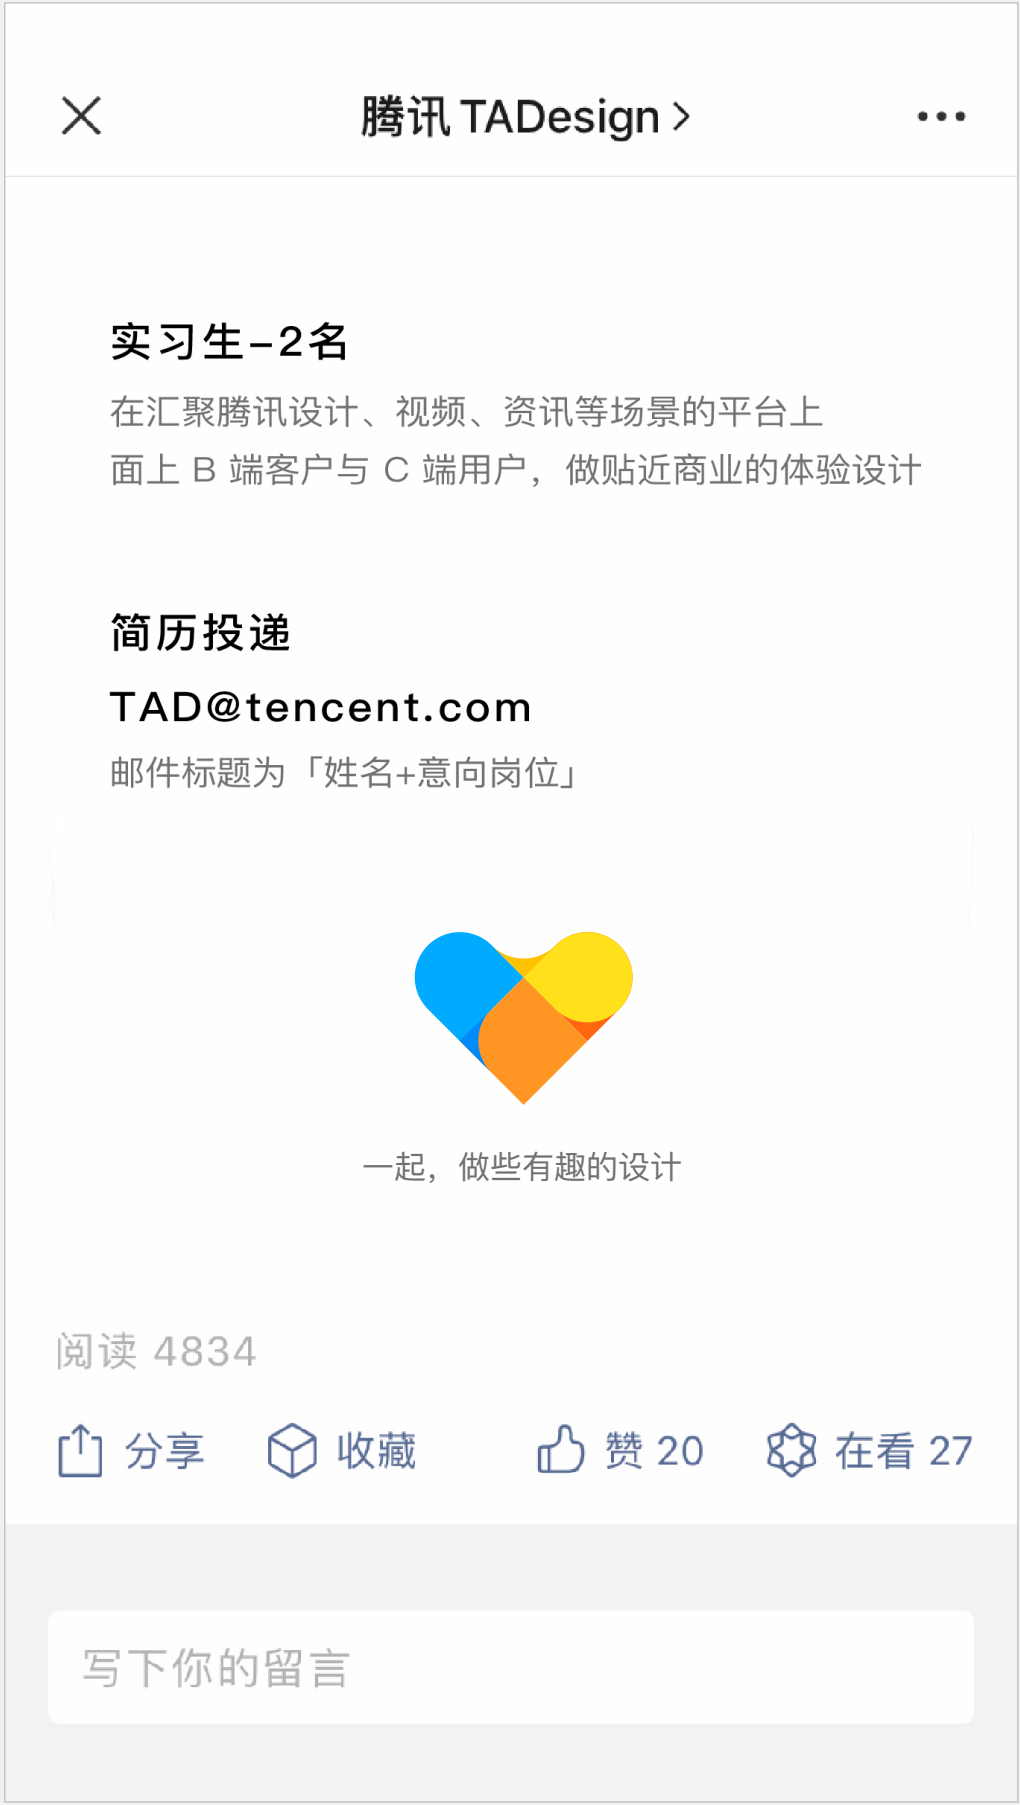 腾讯 TADesign
实习生-2名
在汇聚腾讯设计、视频、资讯等场景的平台上
面上 B 端客户与 C 端用户，做贴近商业的体验设计
简历投递
TAD@tencent.com
邮件标题为「姓名+意向岗位」
一起，做些有趣的设计
阅读 4834
分享 收藏 赞 20 在看 27
写下你的留言